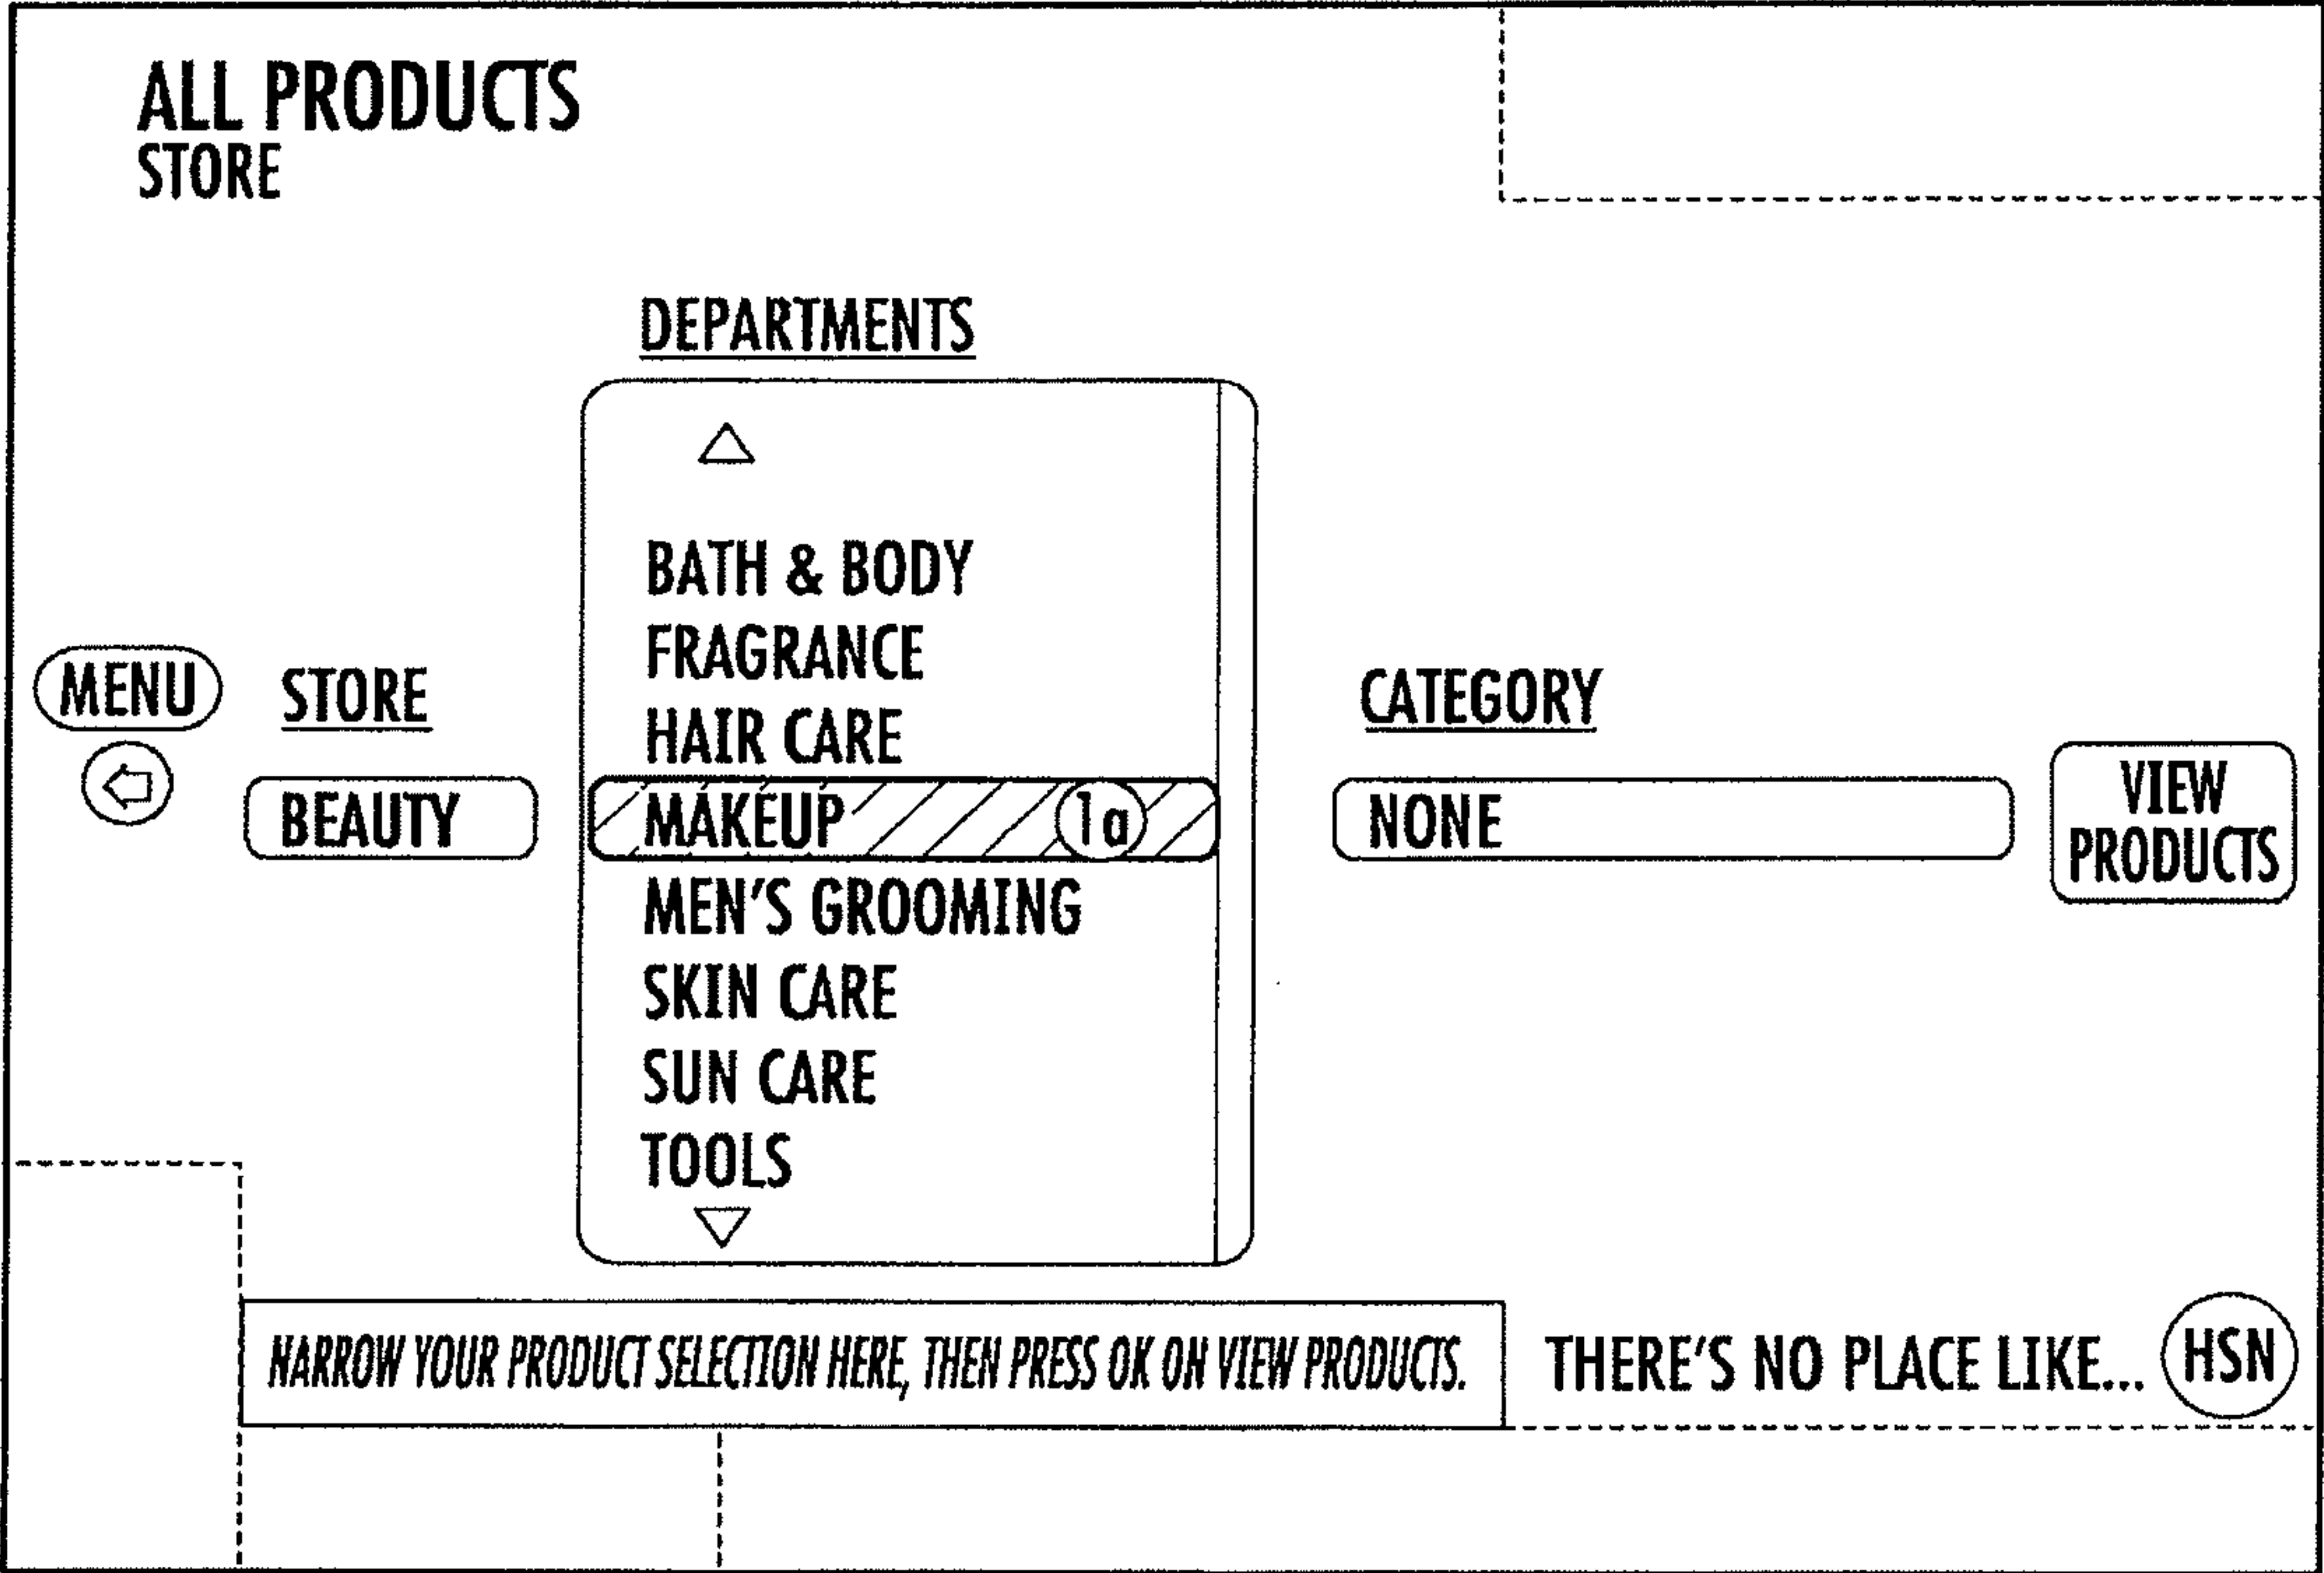 ALL PRODUCTS
STORE
DEPARTMENTS
BATH & BODY
FRAGRANCE
HAIR CARE
MENU
STORE
CATEGORY
BEAUTY
MAKEUP
1a
NONE
VIEW
PRODUCTS
MEN'S GROOMING
SKIN CARE
SUN CARE
TOOLS
NARROW YOUR PRODUCT SELECTION HERE, THEN PRESS OK ON VIEW PRODUCTS.
THERE'S NO PLACE LIKE... HSN